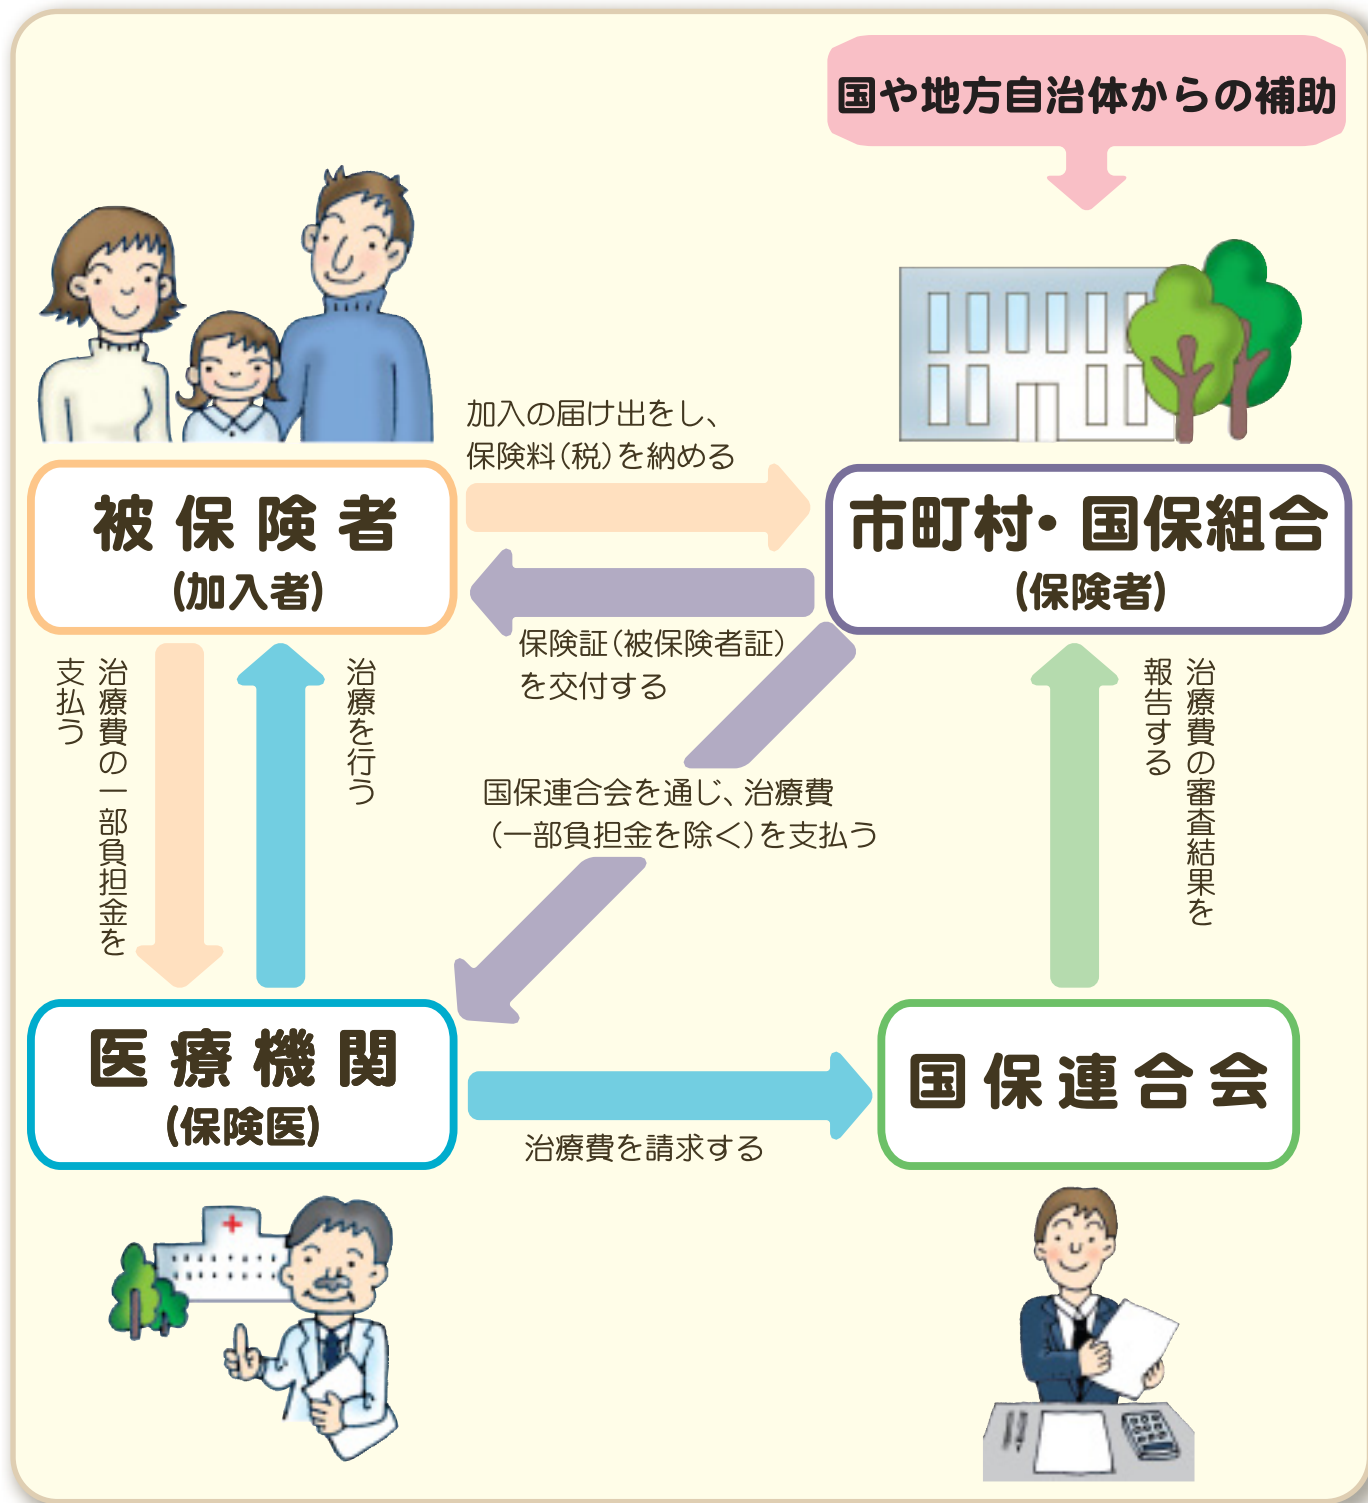 国や地方自治体からの補助
加入の届け出をし、
保険料(税)を納める
被保険者
(加入者)
市町村・国保組合
(保険者)
保険証(被保険者証)
を交付する
治療費の一部負担金を
支払う
治療を行う
国保連合会を通じ、治療費
(一部負担金を除く)を支払う
治療費の審査結果を
報告する
医療機関
(保険医)
国保連合会
治療費を請求する